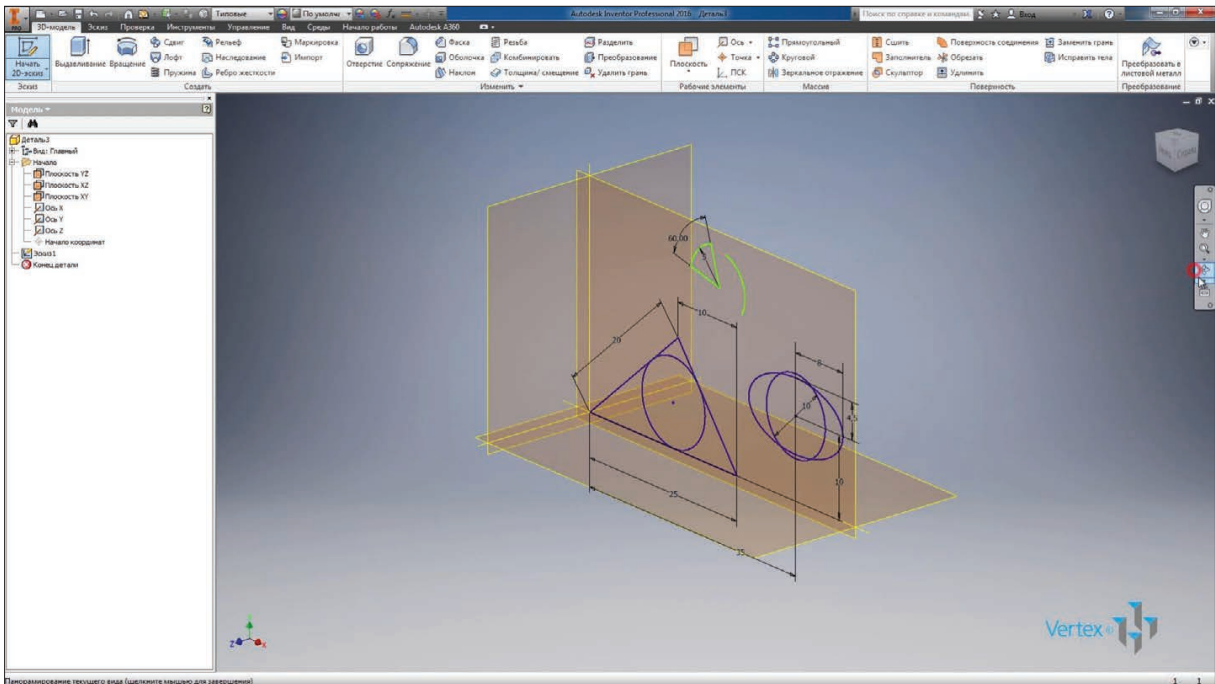 Типовые По умолч Autodesk Inventor Professional 2016 Деталь3 Поиск по справке и командам Вход
3D-модель Эскиз Проверка Инструменты Управление Вид Среды Начало работы Autodesk A360
Начать 2D-эскиз
Выдавливание Вращение
Сдвиг Рельеф Маркировка
Лофт Наследование Импорт
Пружина Ребро жесткости
Отверстие Сопряжение
Фаска Резьба Разделить
Оболочка Комбинировать Преобразование
Наклон Толщина/ смещение Удалить грань
Плоскость
Ось
Точка
ПСК
Прямоугольный
Круговой
Зеркальное отражение
Сшить Поверхность соединения Заменить грань
Заполнитель Обрезать Исправить тела
Скульптор Удлинить
Преобразовать в листовой металл
Эскиз Создать Изменить Рабочие элементы Массив Поверхность Преобразование
Модель
Деталь3
Вид: Главный
Начало
Плоскость YZ
Плоскость XZ
Плоскость XY
Ось X
Ось Y
Ось Z
Начало координат
Эскиз1
Конец детали
60,00
5
10
20
8
10
4,5
10
25
35
Z X
Vertex
Панорамирование текущего вида (щелкните мышью для завершения)
1 1